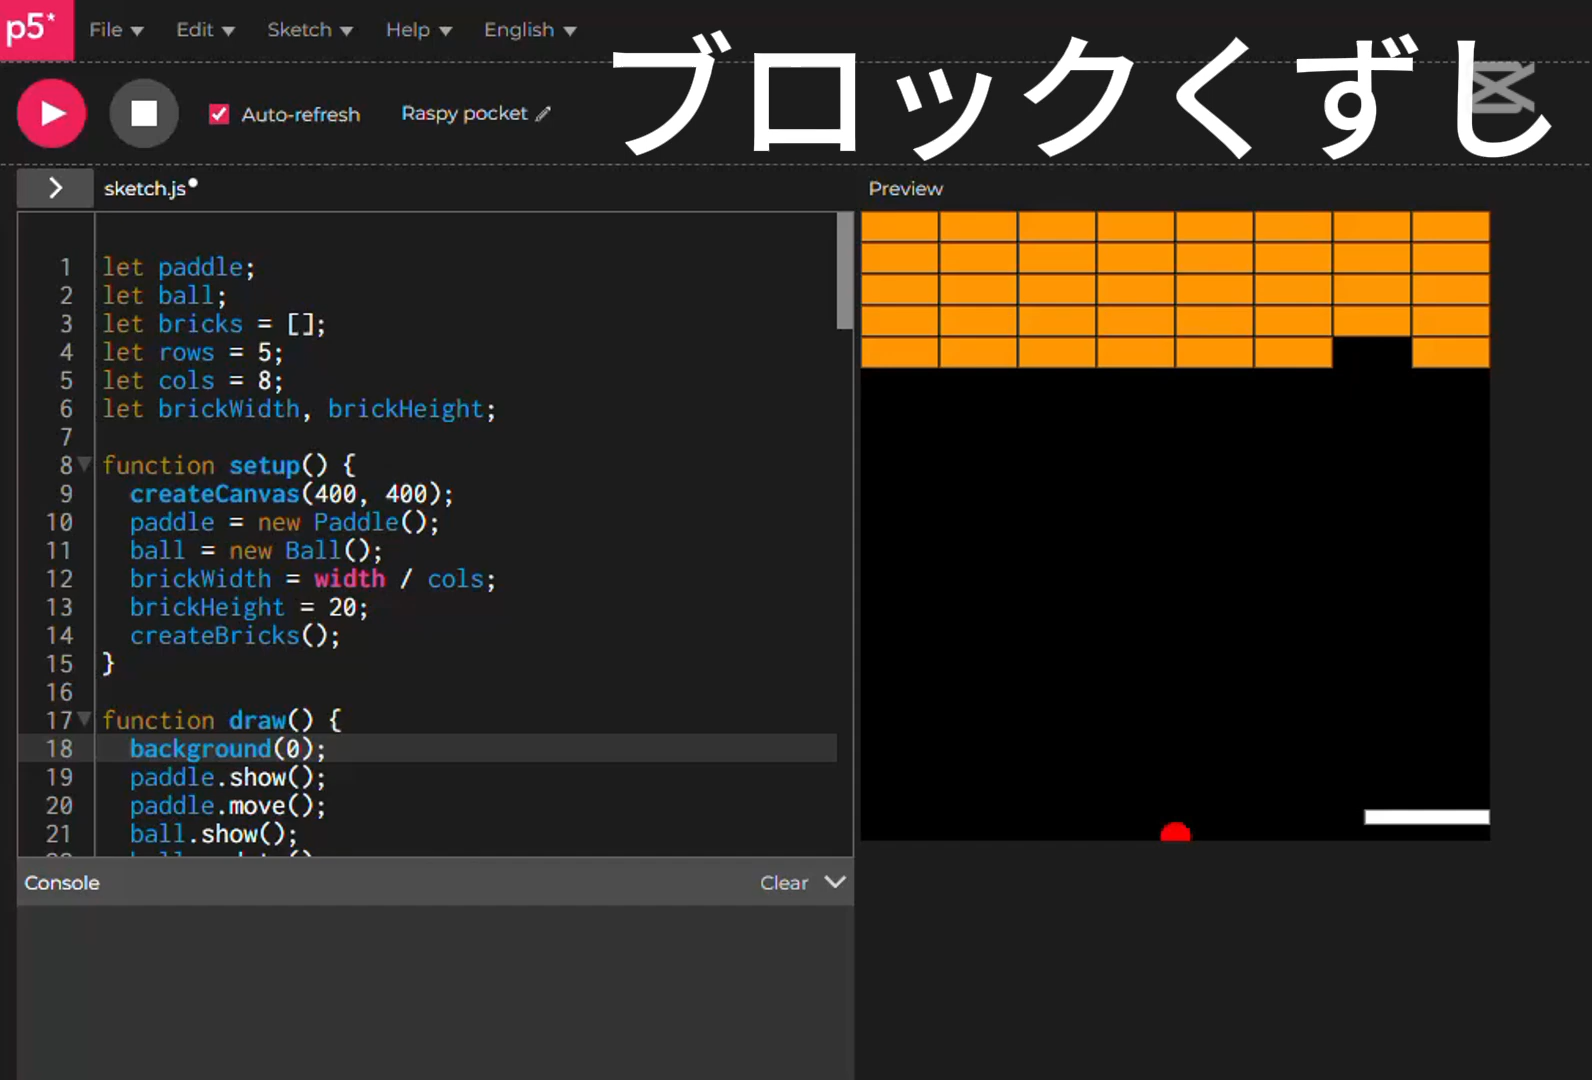 p5* File Edit Sketch Help English
ブロックくずし
Auto-refresh Raspy pocket
sketch.js
Preview
1 let paddle;
2 let ball;
3 let bricks = [];
4 let rows = 5;
5 let cols = 8;
6 let brickWidth, brickHeight;
7
8 function setup() {
9 createCanvas(400, 400);
10 paddle = new Paddle();
11 ball = new Ball();
12 brickWidth = width / cols;
13 brickHeight = 20;
14 createBricks();
15 }
16
17 function draw() {
18 background(0);
19 paddle.show();
20 paddle.move();
21 ball.show();
Console Clear